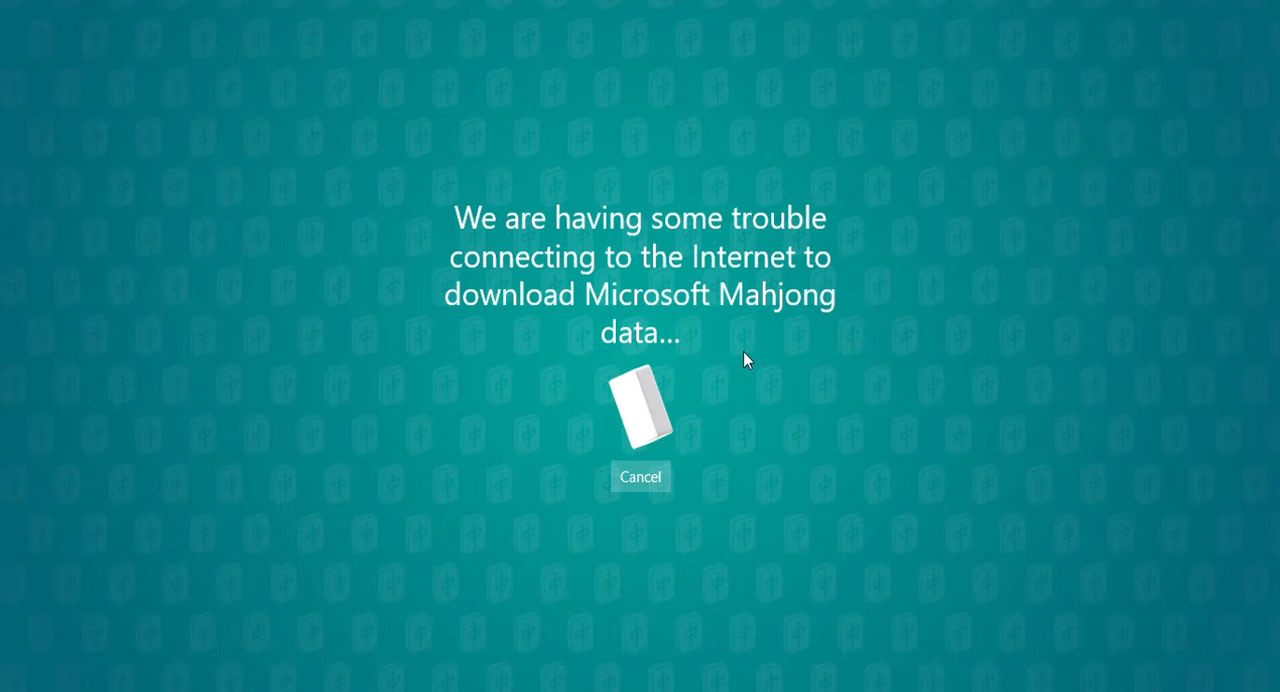 We are having some trouble
connecting to the Internet to
download Microsoft Mahjong
data...
Cancel